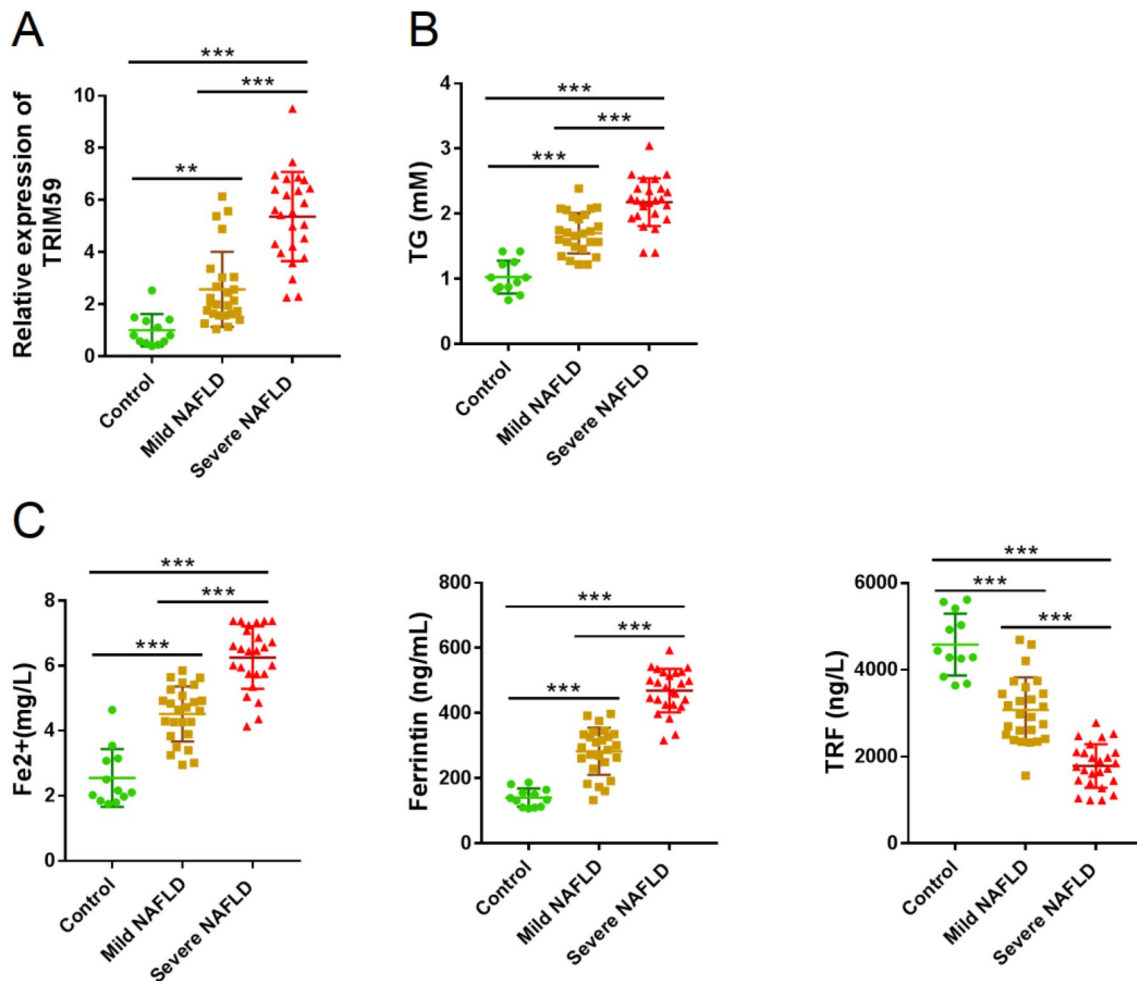 A
Relative expression of
TRIM59
10
8
6
4
2
0
***
***
**
Control
Mild NAFLD
Severe NAFLD
B
TG (mM)
4
3
2
1
0
***
***
***
Control
Mild NAFLD
Severe NAFLD
C
Fe2+(mg/L)
8
6
4
2
0
***
***
***
Control
Mild NAFLD
Severe NAFLD
Ferrintin (ng/mL)
800
600
400
200
0
***
***
***
Control
Mild NAFLD
Severe NAFLD
TRF (ng/L)
6000
4000
2000
0
***
***
***
Control
Mild NAFLD
Severe NAFLD